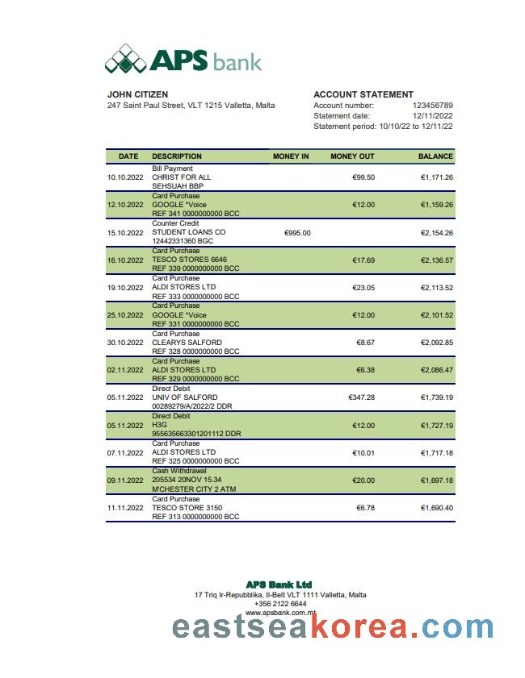 APS bank
JOHN CITIZEN
247 Saint Paul Street, VLT 1215 Valletta, Malta
ACCOUNT STATEMENT
Account number: 123456789
Statement date: 12/11/2022
Statement period: 10/10/22 to 12/11/22
DATE DESCRIPTION MONEY IN MONEY OUT BALANCE
Bill Payment
10.10.2022 CHRIST FOR ALL €99.50 €1,171.26
SEHSUAH BBP
Card Purchase
12.10.2022 GOOGLE *Voice €12.00 €1,159.26
REF 341 0000000000 BCC
Counter Credit
15.10.2022 STUDENT LOANS CO €995.00 €2,154.26
12442331360 BGC
Card Purchase
16.10.2022 TESCO STORES 6646 €17.69 €2,136.57
REF 339 0000000000 BCC
Card Purchase
19.10.2022 ALDI STORES LTD €23.05 €2,113.52
REF 333 0000000000 BCC
Card Purchase
25.10.2022 GOOGLE *Voice €12.00 €2,101.52
REF 331 0000000000 BCC
Card Purchase
30.10.2022 CLEARYS SALFORD €8.67 €2,092.85
REF 328 0000000000 BCC
Card Purchase
02.11.2022 ALDI STORES LTD €6.38 €2,086.47
REF 329 0000000000 BCC
Direct Debit
05.11.2022 UNIV OF SALFORD €347.28 €1,739.19
00289279/A/2022/2 DDR
Direct Debit
05.11.2022 H3G €12.00 €1,727.19
955635663301201112 DDR
Card Purchase
07.11.2022 ALDI STORES LTD €10.01 €1,717.18
REF 325 0000000000 BCC
Cash Withdrawal
09.11.2022 205534 20NOV 15.34 €20.00 €1,697.18
M'CHESTER CITY 2 ATM
Card Purchase
11.11.2022 TESCO STORE 3150 €6.78 €1,690.40
REF 313 0000000000 BCC
APS Bank Ltd
17 Triq Ir-Repubblika, Il-Belt VLT 1111 Valletta, Malta
+356 2122 6644
www.apsbank.com.mt
eastseakorea.com